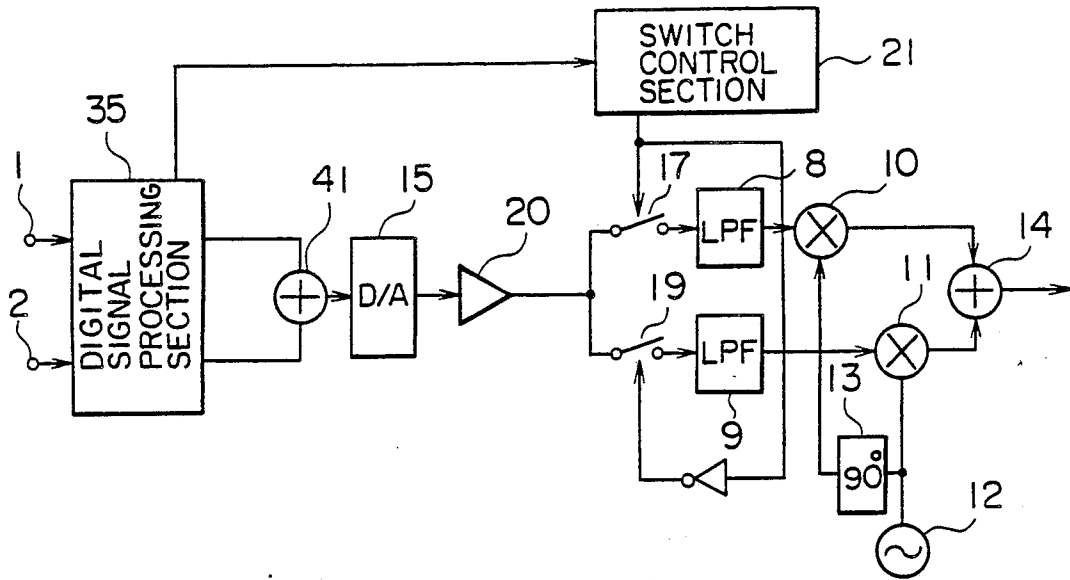 SWITCH
CONTROL
SECTION
21
35
1
2
DIGITAL
SIGNAL
PROCESSING
SECTION
41
15
D/A
20
17
8
LPF
10
14
19
LPF
9
11
13
90°
12